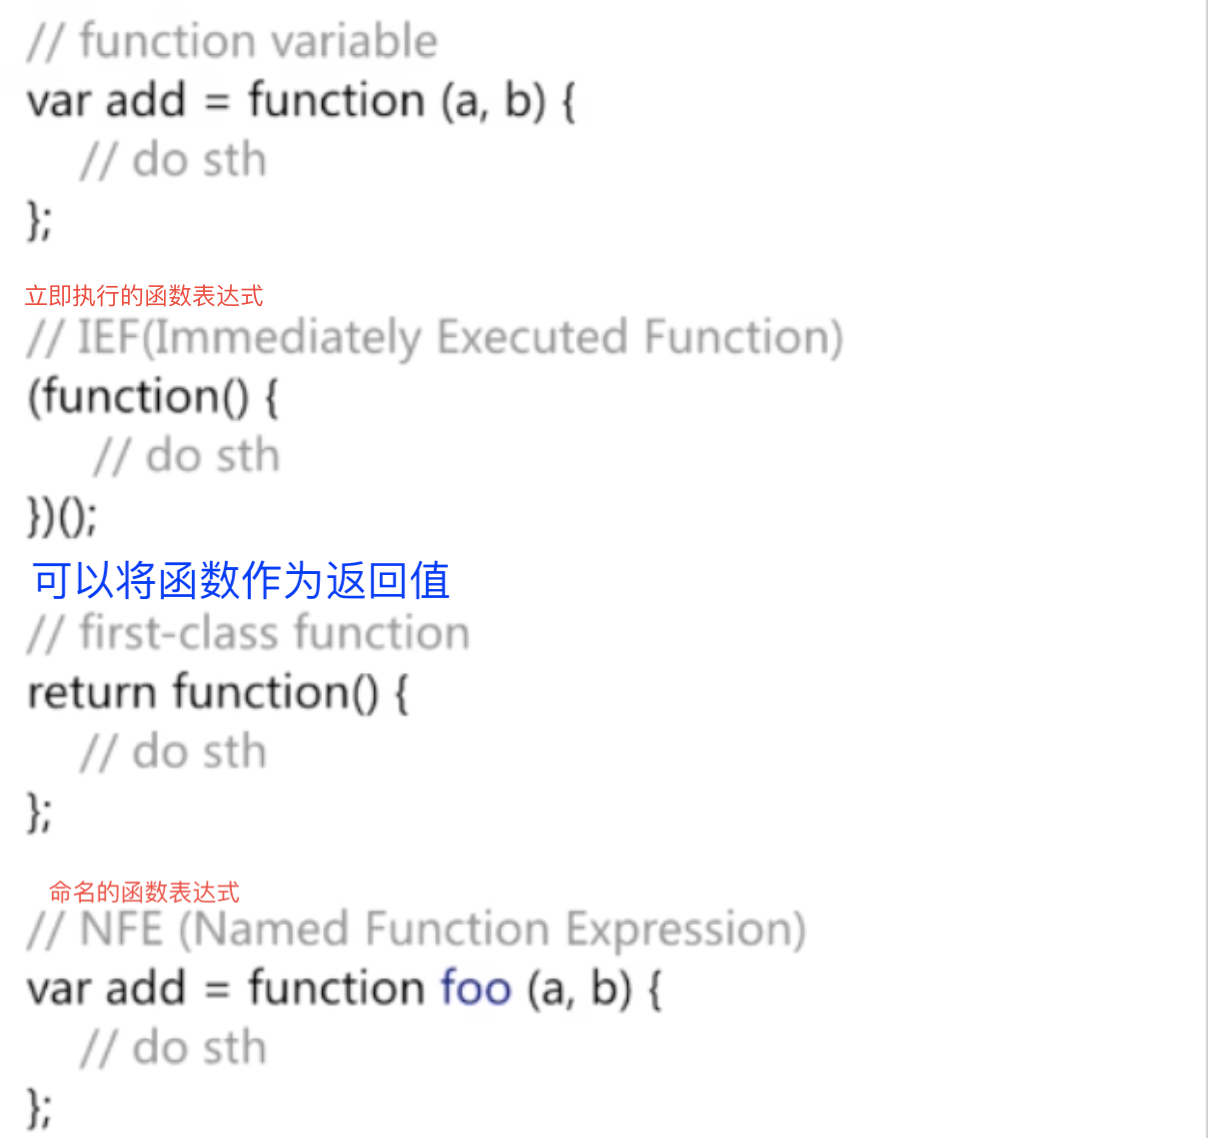 // function variable
var add = function (a, b) {
// do sth
};
立即执行的函数表达式
// IEF(Immediately Executed Function)
(function() {
// do sth
})();
可以将函数作为返回值
// first-class function
return function() {
// do sth
};
命名的函数表达式
// NFE (Named Function Expression)
var add = function foo (a, b) {
// do sth
};